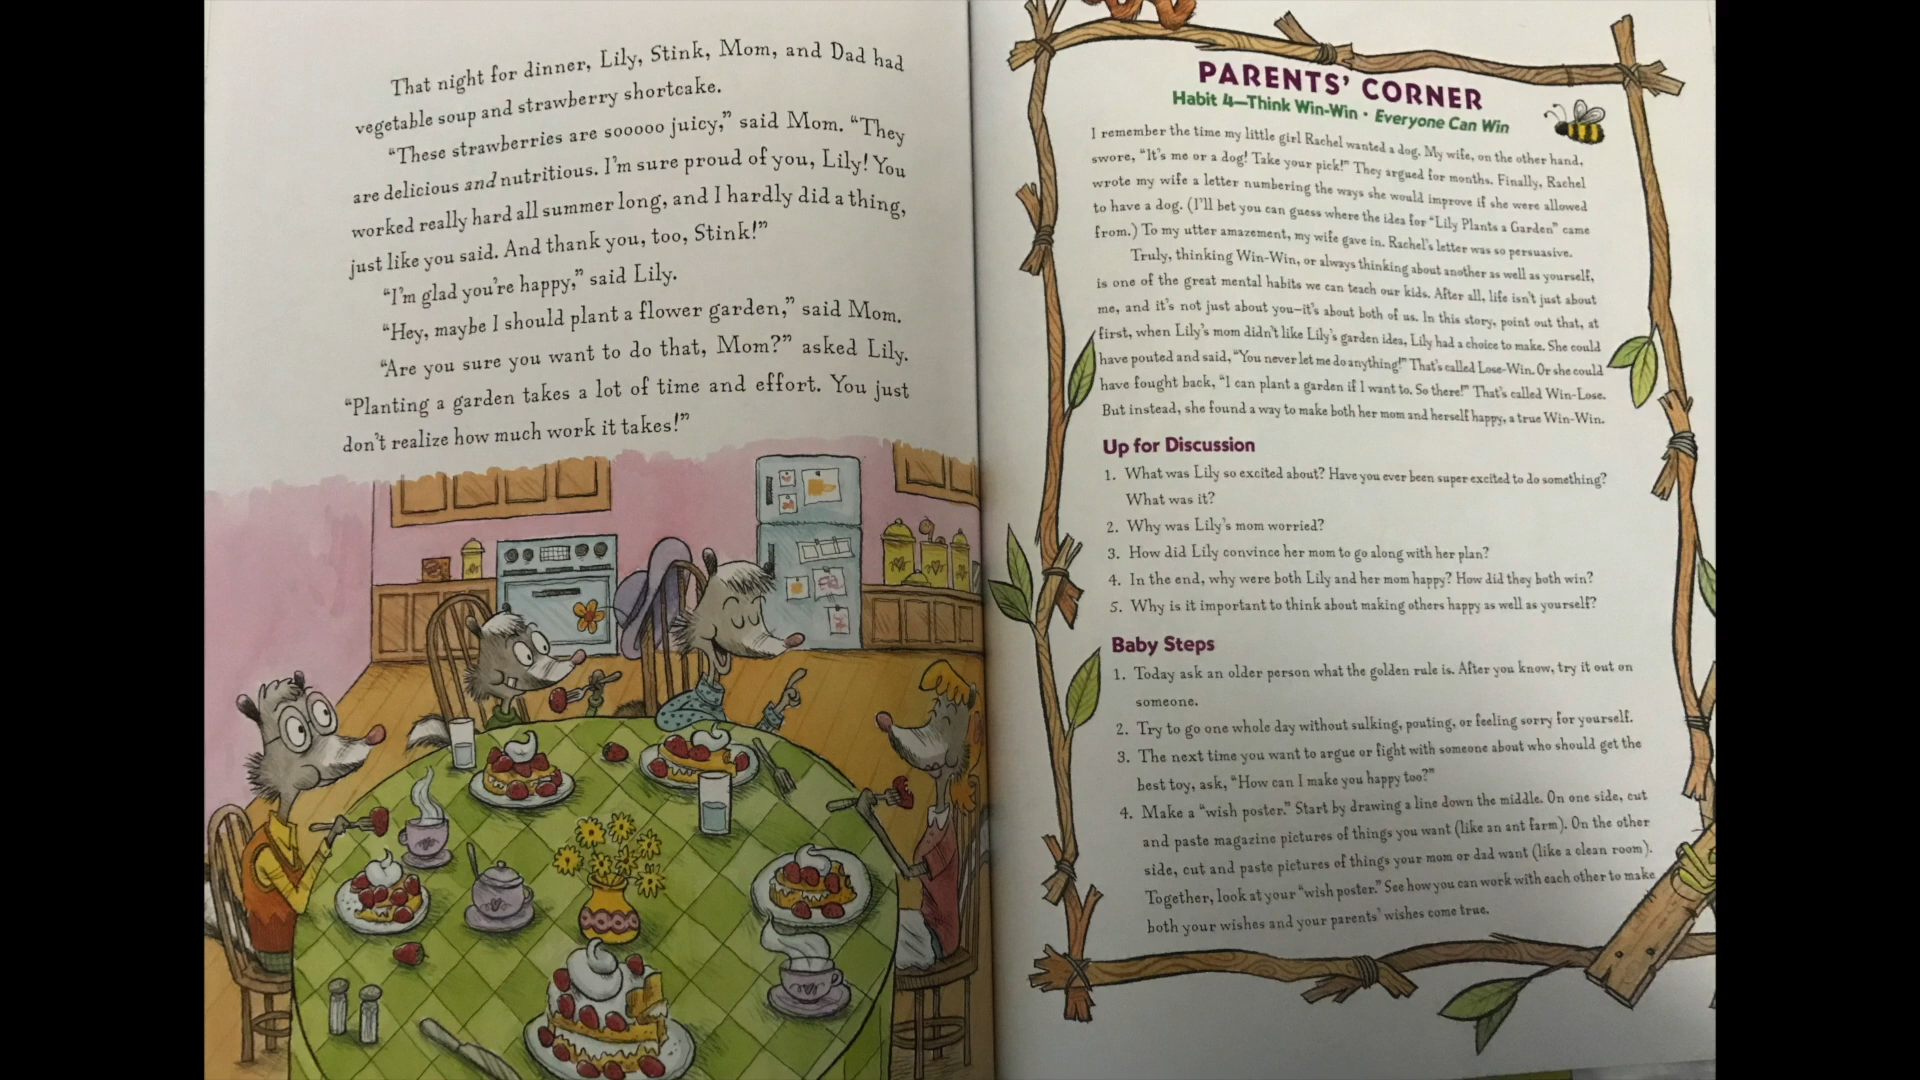 That night for dinner, Lily, Stink, Mom, and Dad had
vegetable soup and strawberry shortcake.
“These strawberries are sooooo juicy,” said Mom. “They
are delicious and nutritious. I’m sure proud of you, Lily! You
worked really hard all summer long, and I hardly did a thing,
just like you said. And thank you, too, Stink!”
“I’m glad you’re happy,” said Lily.
“Hey, maybe I should plant a flower garden,” said Mom.
“Are you sure you want to do that, Mom?” asked Lily.
“Planting a garden takes a lot of time and effort. You just
don’t realize how much work it takes!”
PARENTS’ CORNER
Habit 4—Think Win-Win • Everyone Can Win
I remember the time my little girl Rachel wanted a dog. My wife, on the other hand,
swore, “It’s me or a dog! Take your pick!” They argued for months. Finally, Rachel
wrote my wife a letter numbering the ways she would improve if she were allowed
to have a dog. (I’ll bet you can guess where the idea for “Lily Plants a Garden” came
from.) To my utter amazement, my wife gave in. Rachel’s letter was so persuasive.
Truly, thinking Win-Win, or always thinking about another as well as yourself,
is one of the great mental habits we can teach our kids. After all, life isn’t just about
me, and it’s not just about you—it’s about both of us. In this story, point out that, at
first, when Lily’s mom didn’t like Lily’s garden idea, Lily had a choice to make. She could
have pouted and said, “You never let me do anything!” That’s called Lose-Win. Or she could
have fought back, “I can plant a garden if I want to. So there!” That’s called Win-Lose.
But instead, she found a way to make both her mom and herself happy, a true Win-Win.
Up for Discussion
1. What was Lily so excited about? Have you ever been super excited to do something?
What was it?
2. Why was Lily’s mom worried?
3. How did Lily convince her mom to go along with her plan?
4. In the end, why were both Lily and her mom happy? How did they both win?
5. Why is it important to think about making others happy as well as yourself?
Baby Steps
1. Today ask an older person what the golden rule is. After you know, try it out on
someone.
2. Try to go one whole day without sulking, pouting, or feeling sorry for yourself.
3. The next time you want to argue or fight with someone about who should get the
best toy, ask, “How can I make you happy too?”
4. Make a “wish poster.” Start by drawing a line down the middle. On one side, cut
and paste magazine pictures of things you want (like an ant farm). On the other
side, cut and paste pictures of things your mom or dad want (like a clean room).
Together, look at your “wish poster.” See how you can work with each other to make
both your wishes and your parents’ wishes come true.